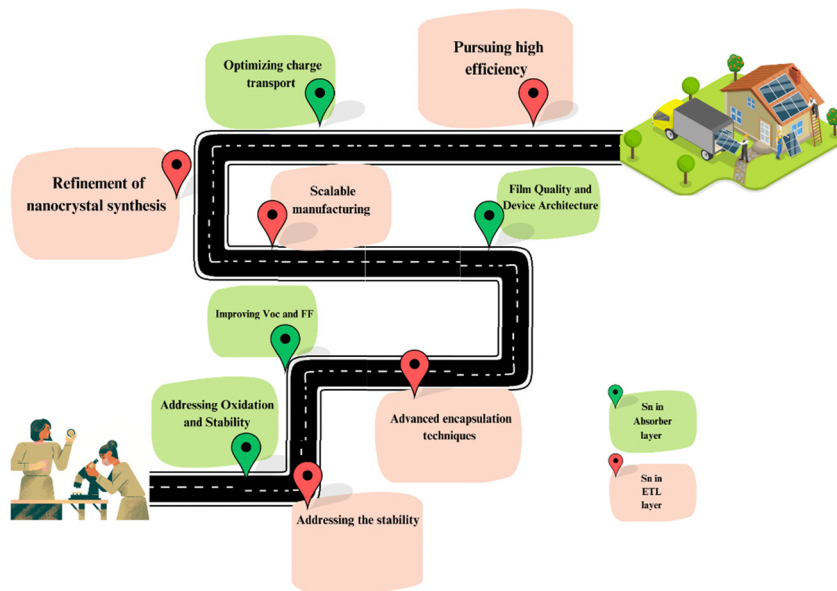 Optimizing charge
transport
Pursuing high
efficiency
Refinement of
nanocrystal synthesis
Scalable
manufacturing
Film Quality and
Device Architecture
Improving Voc and FF
Addressing Oxidation
and Stability
Advanced encapsulation
techniques
Addressing the stability
Sn in
Absorber
layer
Sn in
ETL
layer